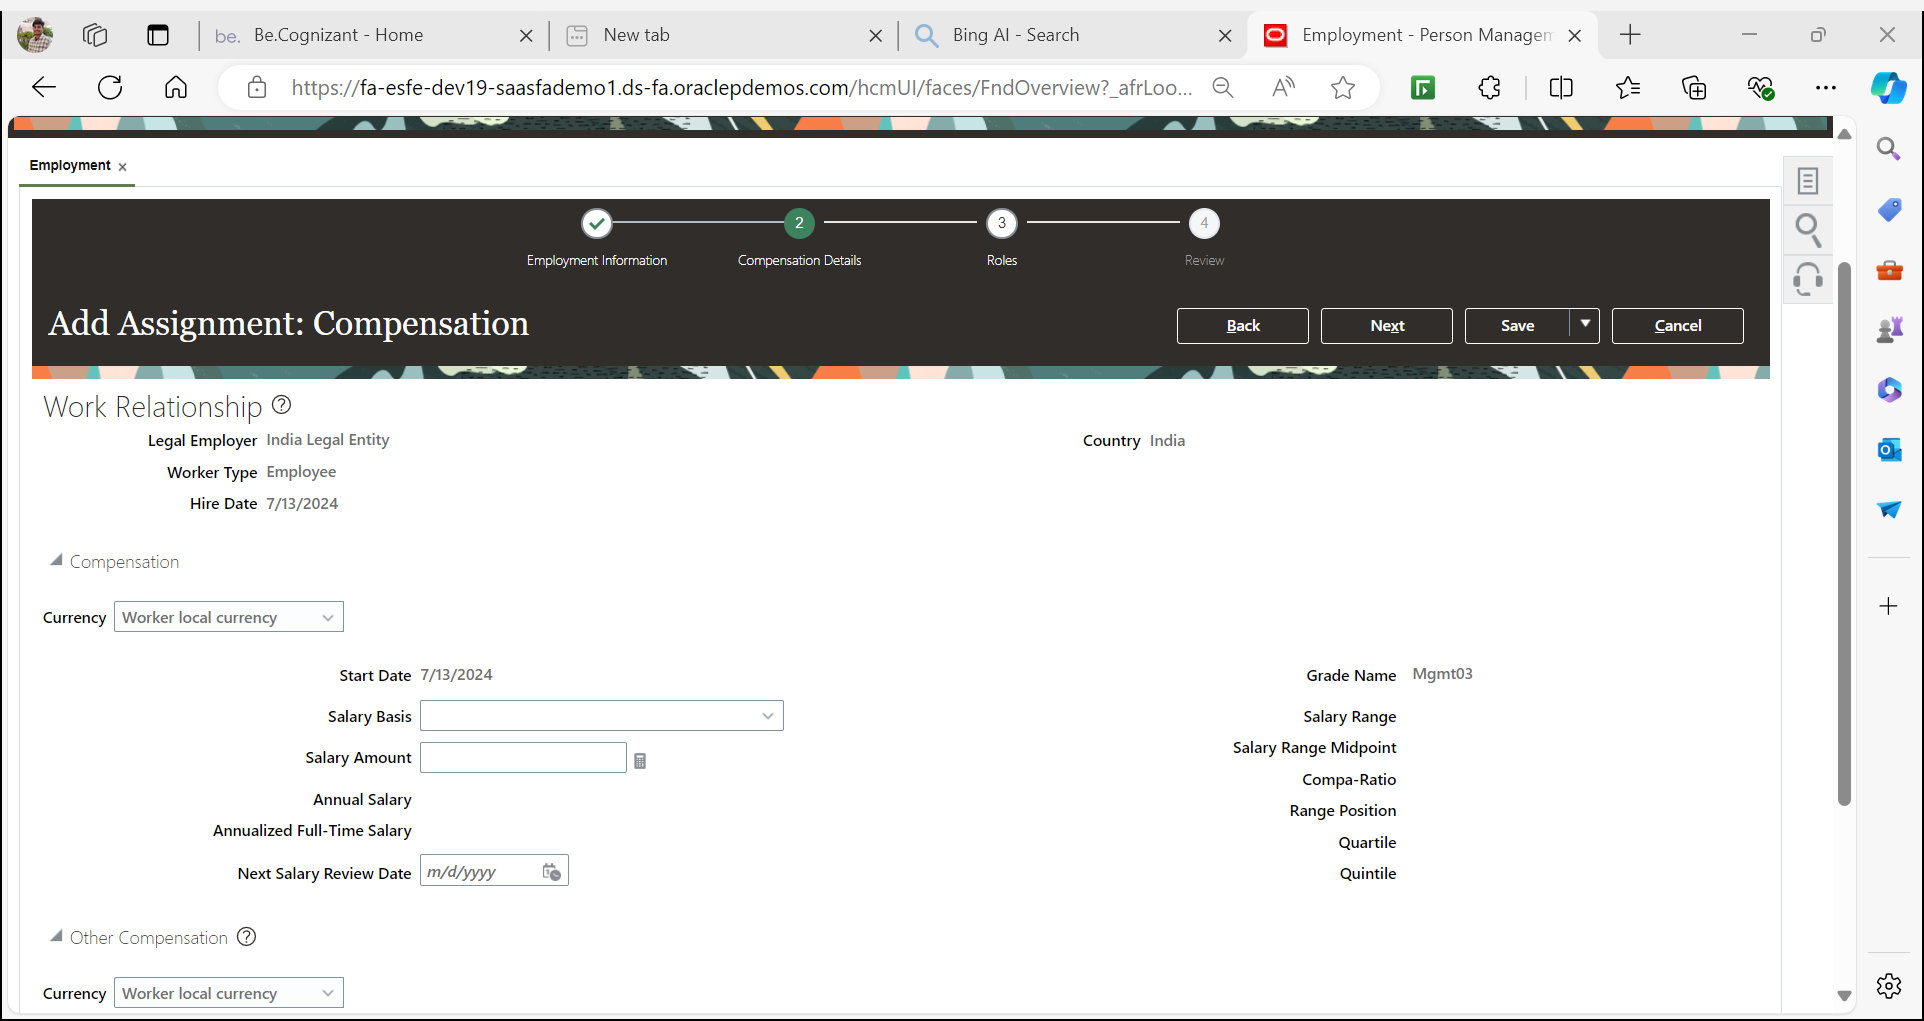 be. Be.Cognizant - Home
New tab
Bing AI - Search
Employment - Person Managem
https://fa-esfe-dev19-saasfademo1.ds-fa.oraclepdemos.com/hcmUI/faces/FndOverview?_afrLoo...
Employment
2
3
4
Employment Information
Compensation Details
Roles
Review
Add Assignment: Compensation
Back
Next
Save
Cancel
Work Relationship
Legal Employer India Legal Entity
Country India
Worker Type Employee
Hire Date 7/13/2024
Compensation
Currency Worker local currency
Start Date 7/13/2024
Grade Name Mgmt03
Salary Basis
Salary Range
Salary Amount
Salary Range Midpoint
Annual Salary
Compa-Ratio
Annualized Full-Time Salary
Range Position
Next Salary Review Date m/d/yyyy
Quartile
Quintile
Other Compensation
Currency Worker local currency